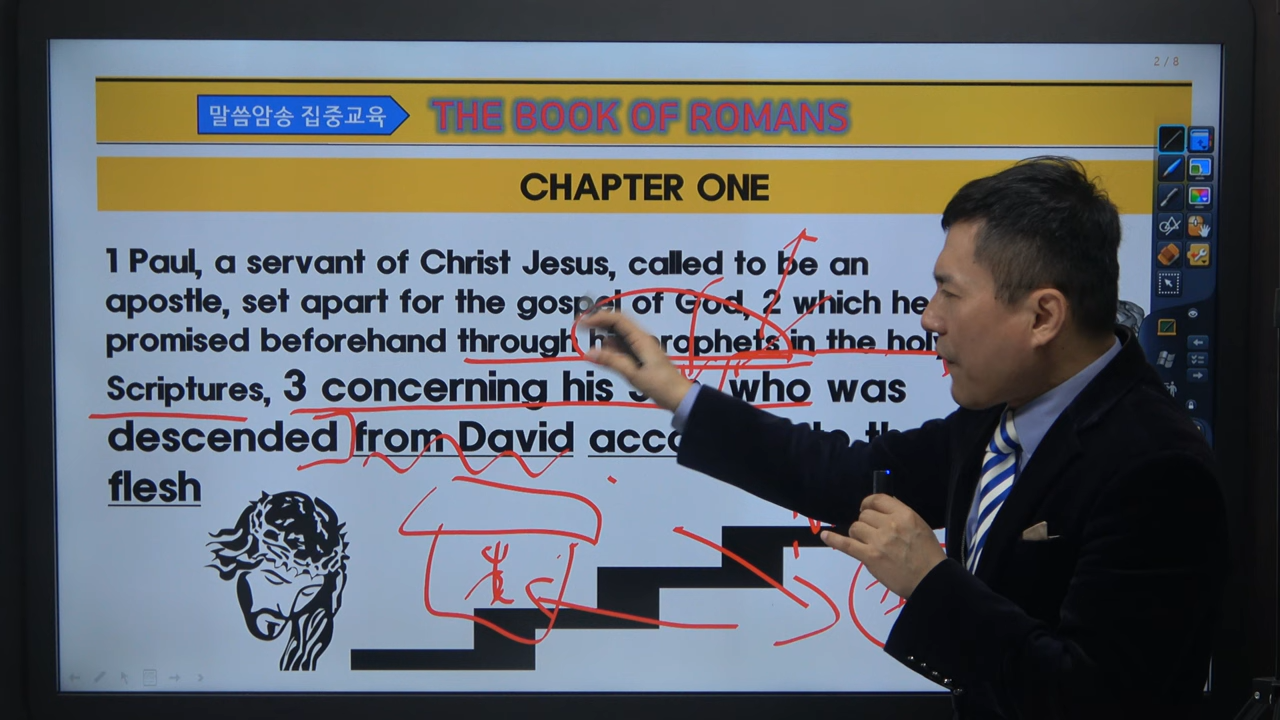 2 / 8
말씀암송 집중교육 THE BOOK OF ROMANS
CHAPTER ONE
1 Paul, a servant of Christ Jesus, called to be an
apostle, set apart for the gospel of God, 2 which he
promised beforehand through his prophets in the holy
Scriptures, 3 concerning his who was
descended from David
flesh